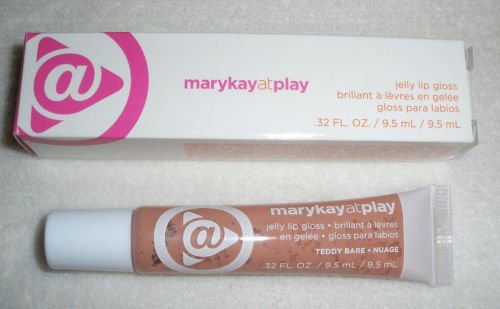 @
marykayatplay
jelly lip gloss
brillant à lèvres en gelée
gloss para labios
.32 FL. OZ. / 9.5 mL / 9,5 mL
@
marykayatplay
jelly lip gloss • brillant à lèvres
en gelée • gloss para labios
TEDDY BARE • NUAGE
.32 FL. OZ. / 9.5 mL / 9,5 mL